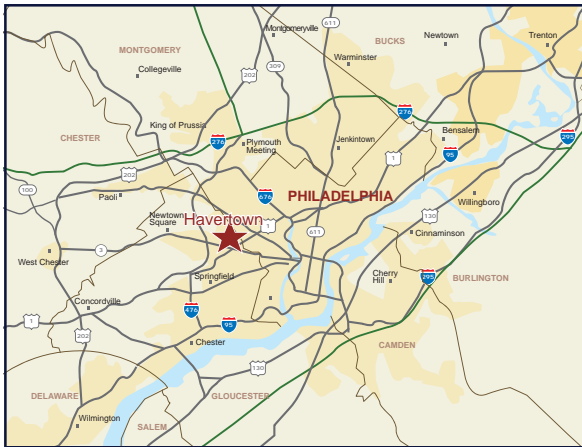 611
Montgomeryville
Newtown
Trenton
MONTGOMERY
BUCKS
Warminster
Collegeville
309
202
276
King of Prussia
295
CHESTER
276
Plymouth
Meeting
Jenkintown
Bensalem
1
95
202
100
Paoli
676
PHILADELPHIA
Willingboro
Newtown
Square
Havertown
1
130
611
Cinnaminson
3
West Chester
Springfield
Cherry
Hill
295
BURLINGTON
Concordville
476
1
95
202
Chester
CAMDEN
130
DELAWARE
GLOUCESTER
Wilmington
SALEM